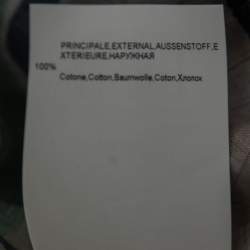 PRINCIPALE,EXTERNAL,AUSSENSTOFF,E
XTERIEURE,НАРУЖНАЯ
100%
Cotone,Cotton,Baumwolle,Coton,Хлопок